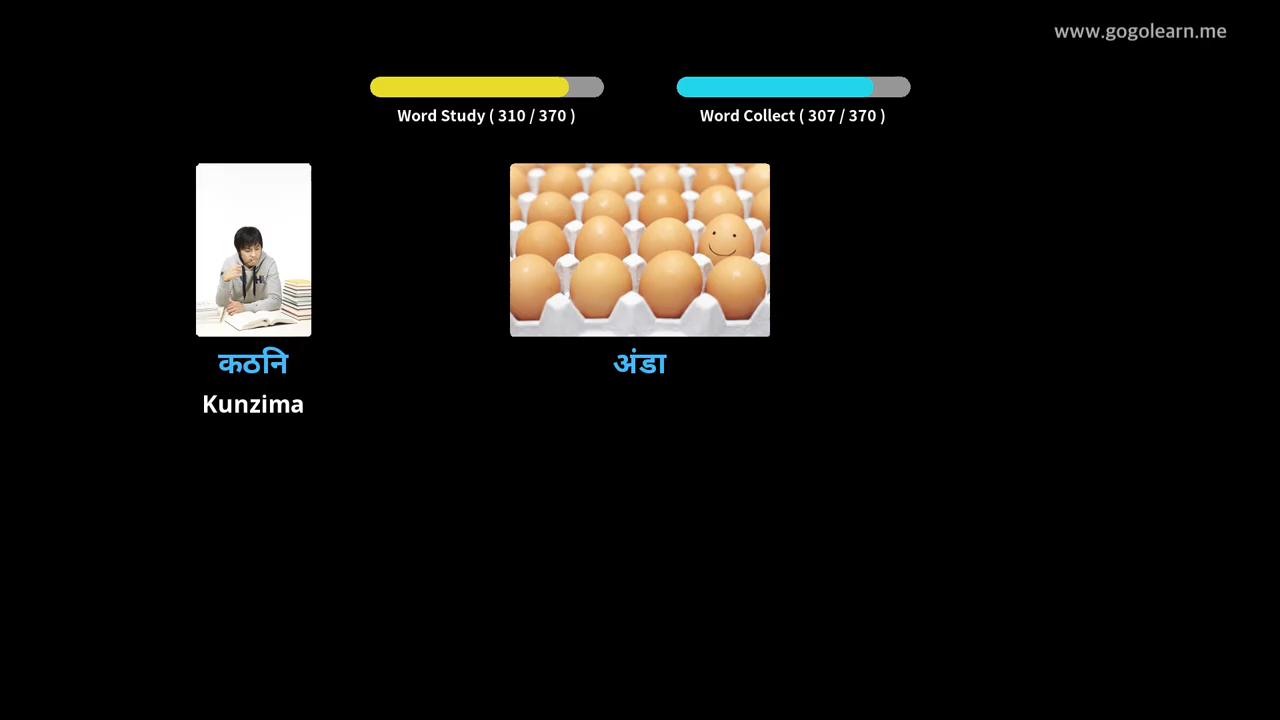 www.gogolearn.me
Word Study ( 310 / 370 )
Word Collect ( 307 / 370 )
कठनि
अंडा
Kunzima